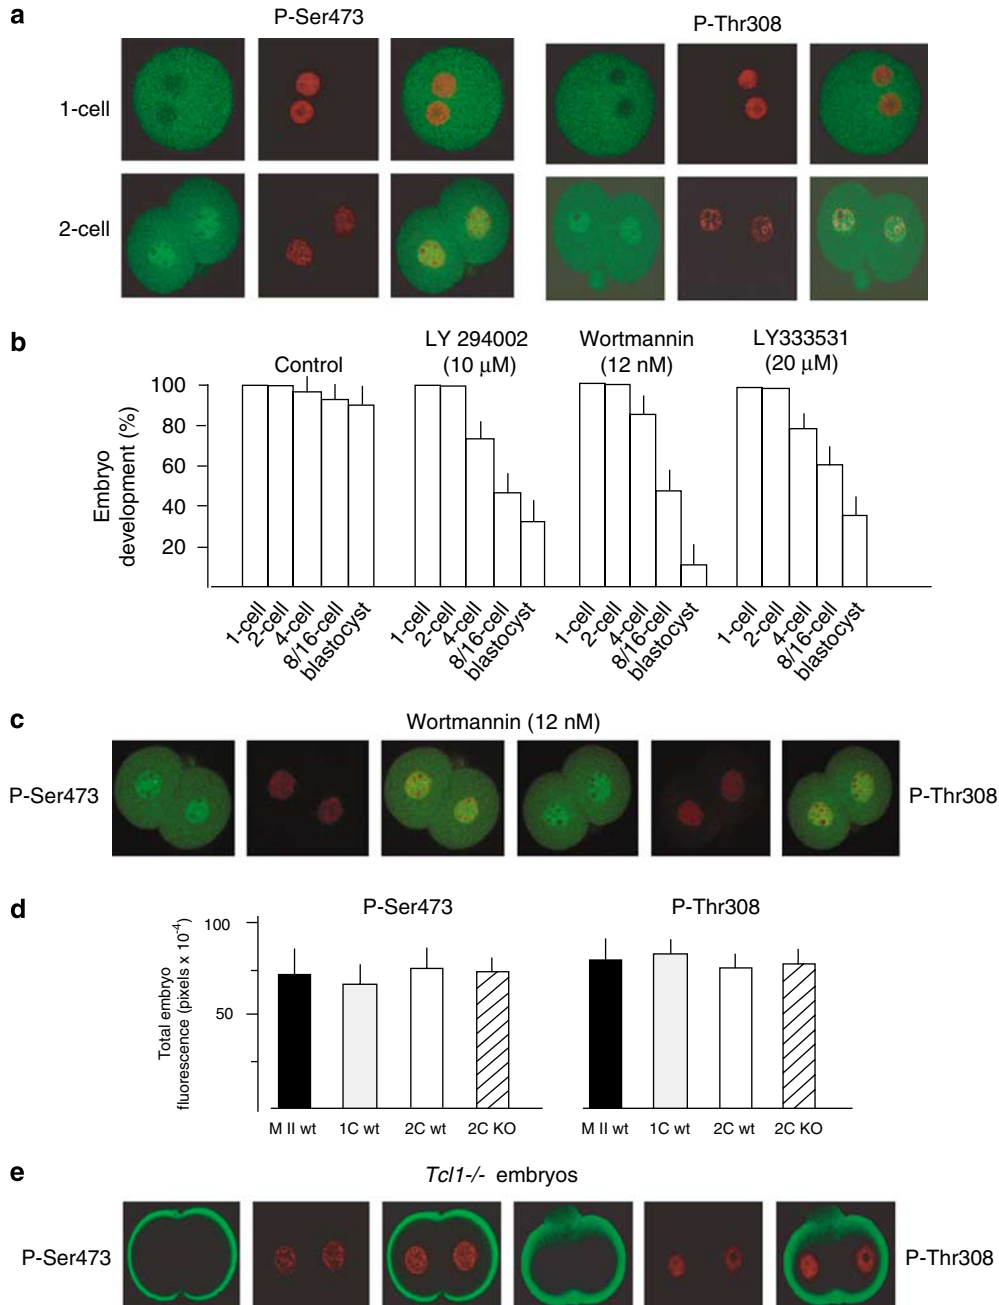 a
P-Ser473
P-Thr308
1-cell
2-cell
b
Control
LY 294002
(10 μM)
Wortmannin
(12 nM)
LY333531
(20 μM)
Embryo
development (%)
100
80
60
40
20
1-cell
2-cell
4-cell
8/16-cell
blastocyst
1-cell
2-cell
4-cell
8/16-cell
blastocyst
1-cell
2-cell
4-cell
8/16-cell
blastocyst
1-cell
2-cell
4-cell
8/16-cell
blastocyst
c
Wortmannin (12 nM)
P-Ser473
P-Thr308
d
P-Ser473
P-Thr308
Total embryo
fluorescence (pixels x 10⁻⁴)
100
50
M II wt
1C wt
2C wt
2C KO
M II wt
1C wt
2C wt
2C KO
e
Tcl1-/- embryos
P-Ser473
P-Thr308